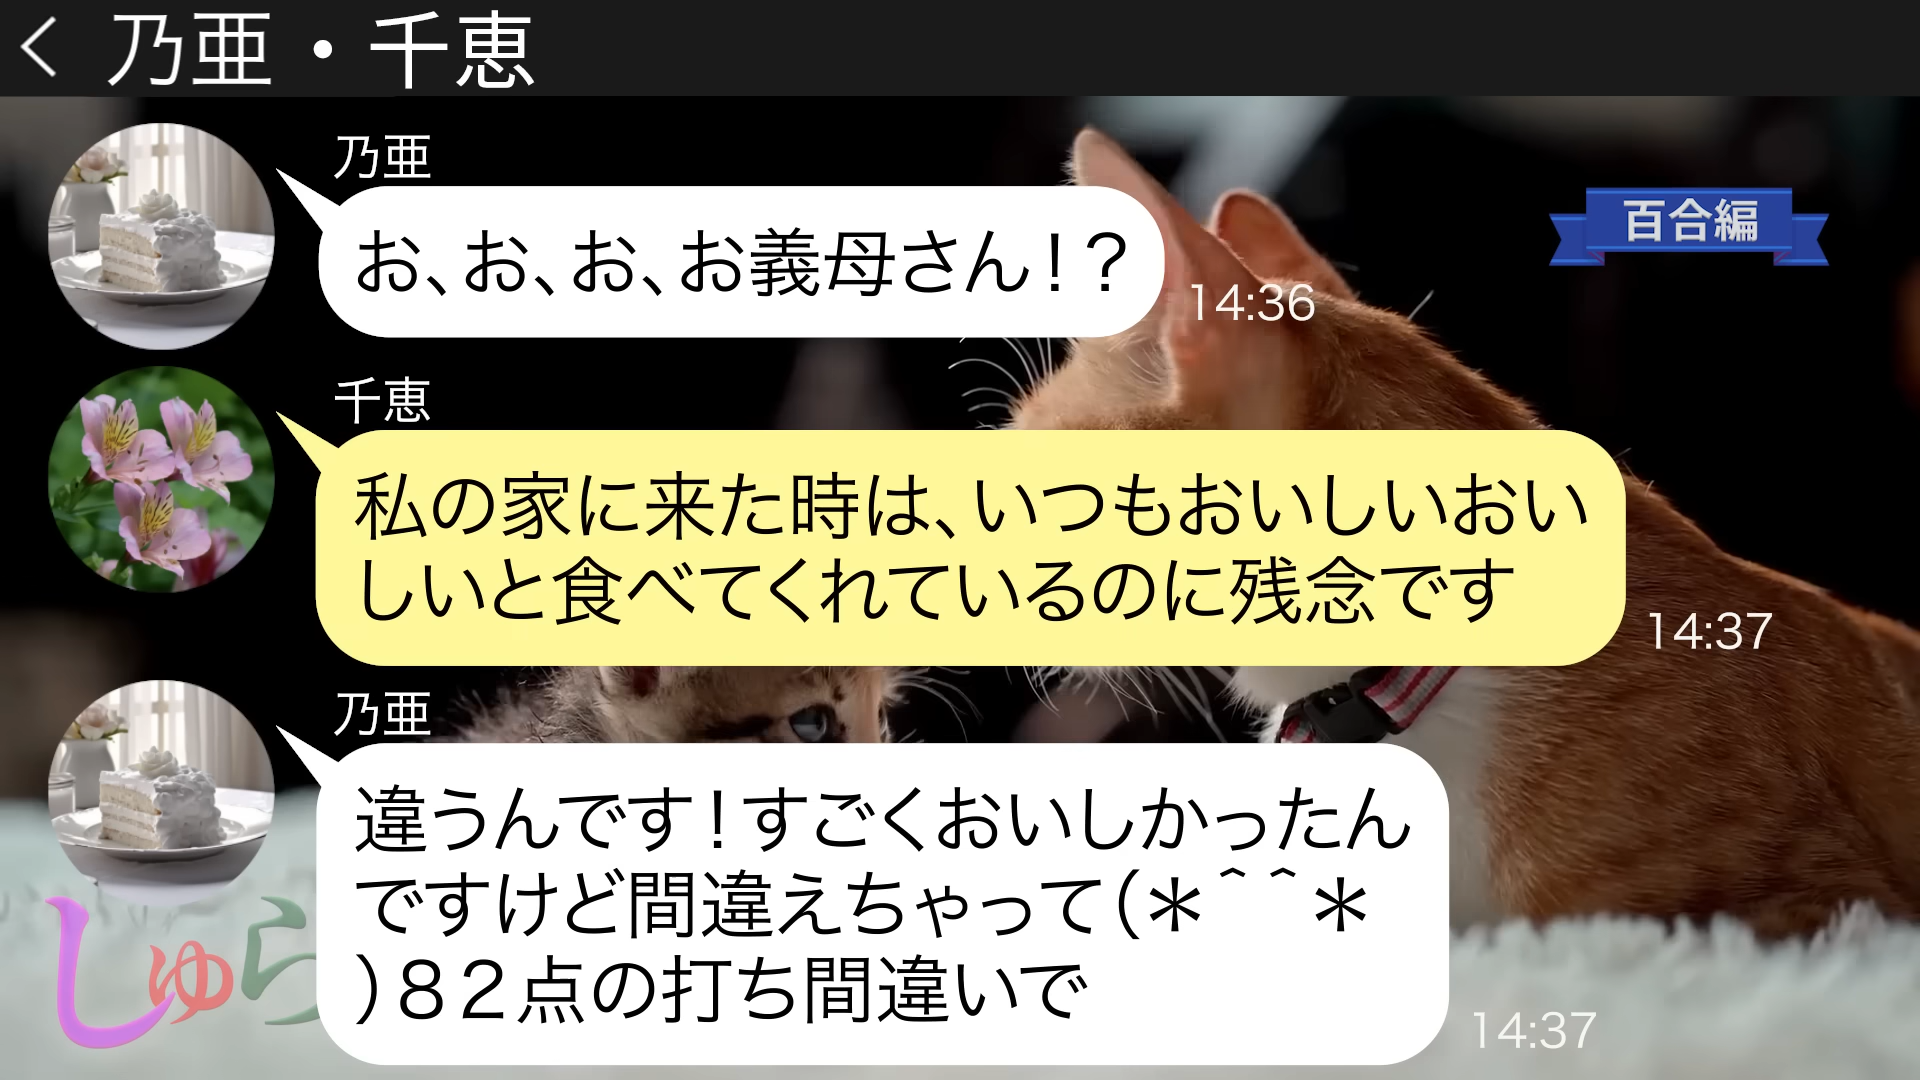 乃亜・千恵
乃亜
お、お、お、お義母さん！？
14:36
百合編
千恵
私の家に来た時は、いつもおいしいおい
しいと食べてくれているのに残念です
14:37
乃亜
違うんです！すごくおいしかったん
ですけど間違えちゃって(＊＾＾＊
)８２点の打ち間違いで
14:37
しゅら